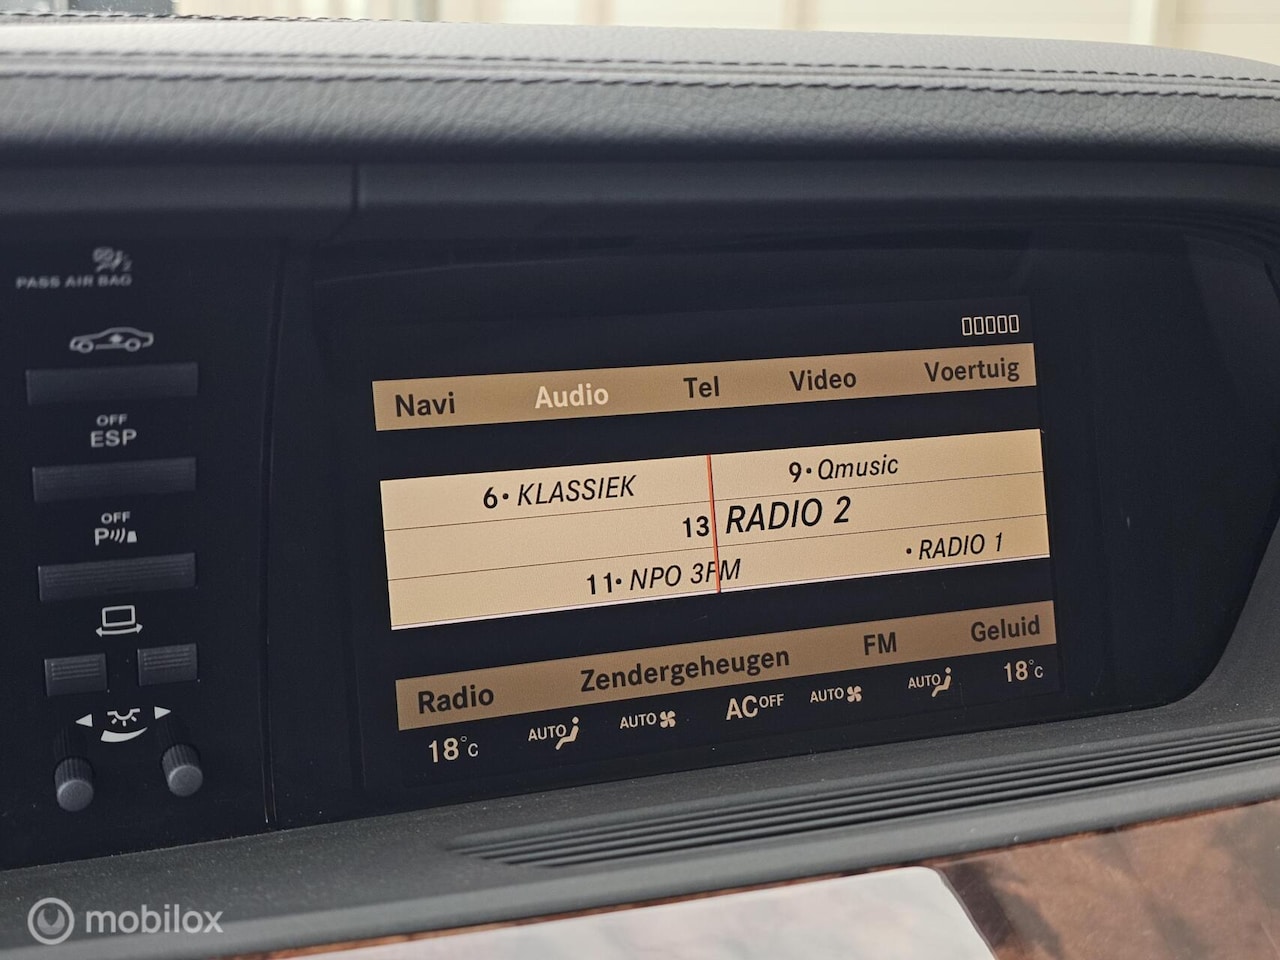 PASS AIR BAG
OFF
ESP
OFF
P
Navi Audio Tel Video Voertuig
6• KLASSIEK 9• Qmusic
13 RADIO 2
11• NPO 3FM • RADIO 1
Radio Zendergeheugen FM Geluid
18°C AUTO AUTO AC OFF AUTO AUTO 18°C
mobilox